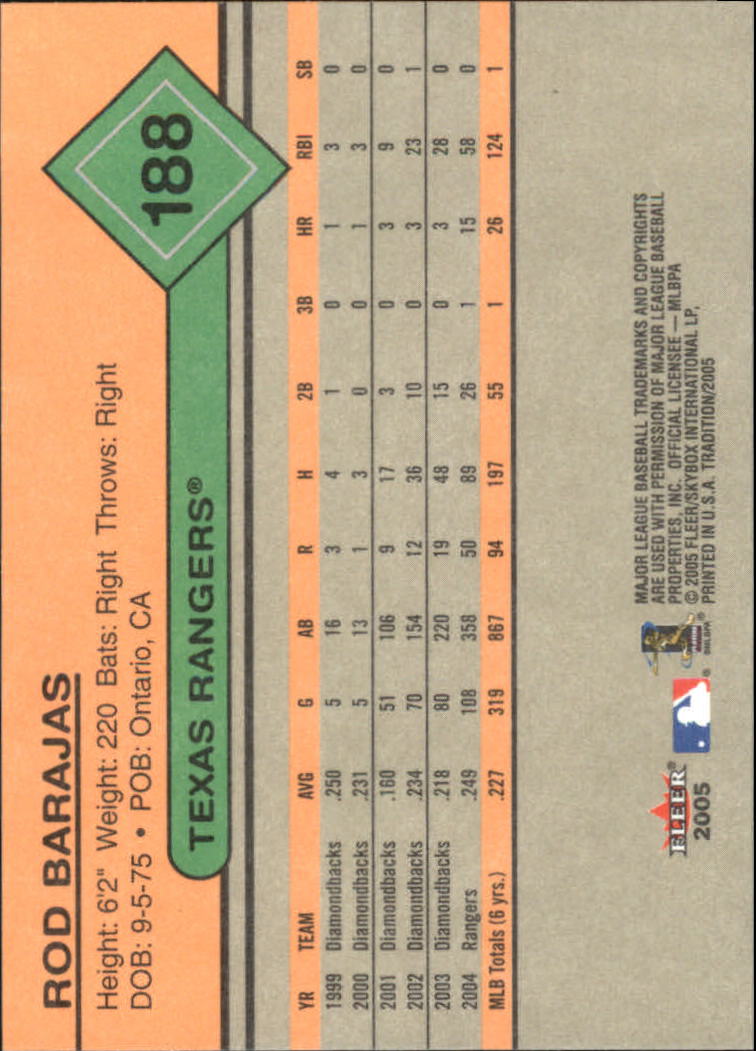 ROD BARAJAS
Height: 6'2" Weight: 220 Bats: Right Throws: Right
DOB: 9-5-75 • POB: Ontario, CA
188
TEXAS RANGERS®
YR TEAM AVG G AB R H 2B 3B HR RBI SB
1999 Diamondbacks .250 5 16 3 4 1 0 1 3 0
2000 Diamondbacks .231 5 13 1 3 0 0 1 3 0
2001 Diamondbacks .160 51 106 9 17 3 0 3 9 0
2002 Diamondbacks .234 70 154 12 36 10 0 3 23 1
2003 Diamondbacks .218 80 220 19 48 15 0 3 28 0
2004 Rangers .249 108 358 50 89 26 1 15 58 0
MLB Totals (6 yrs.) .227 319 867 94 197 55 1 26 124 1
FLEER®
2005
®
©MLBPA
MAJOR LEAGUE BASEBALL TRADEMARKS AND COPYRIGHTS
ARE USED WITH PERMISSION OF MAJOR LEAGUE BASEBALL
PROPERTIES, INC. OFFICIAL LICENSEE — MLBPA
© 2005 FLEER/SKYBOX INTERNATIONAL LP,
PRINTED IN U.S.A. TRADITION/2005